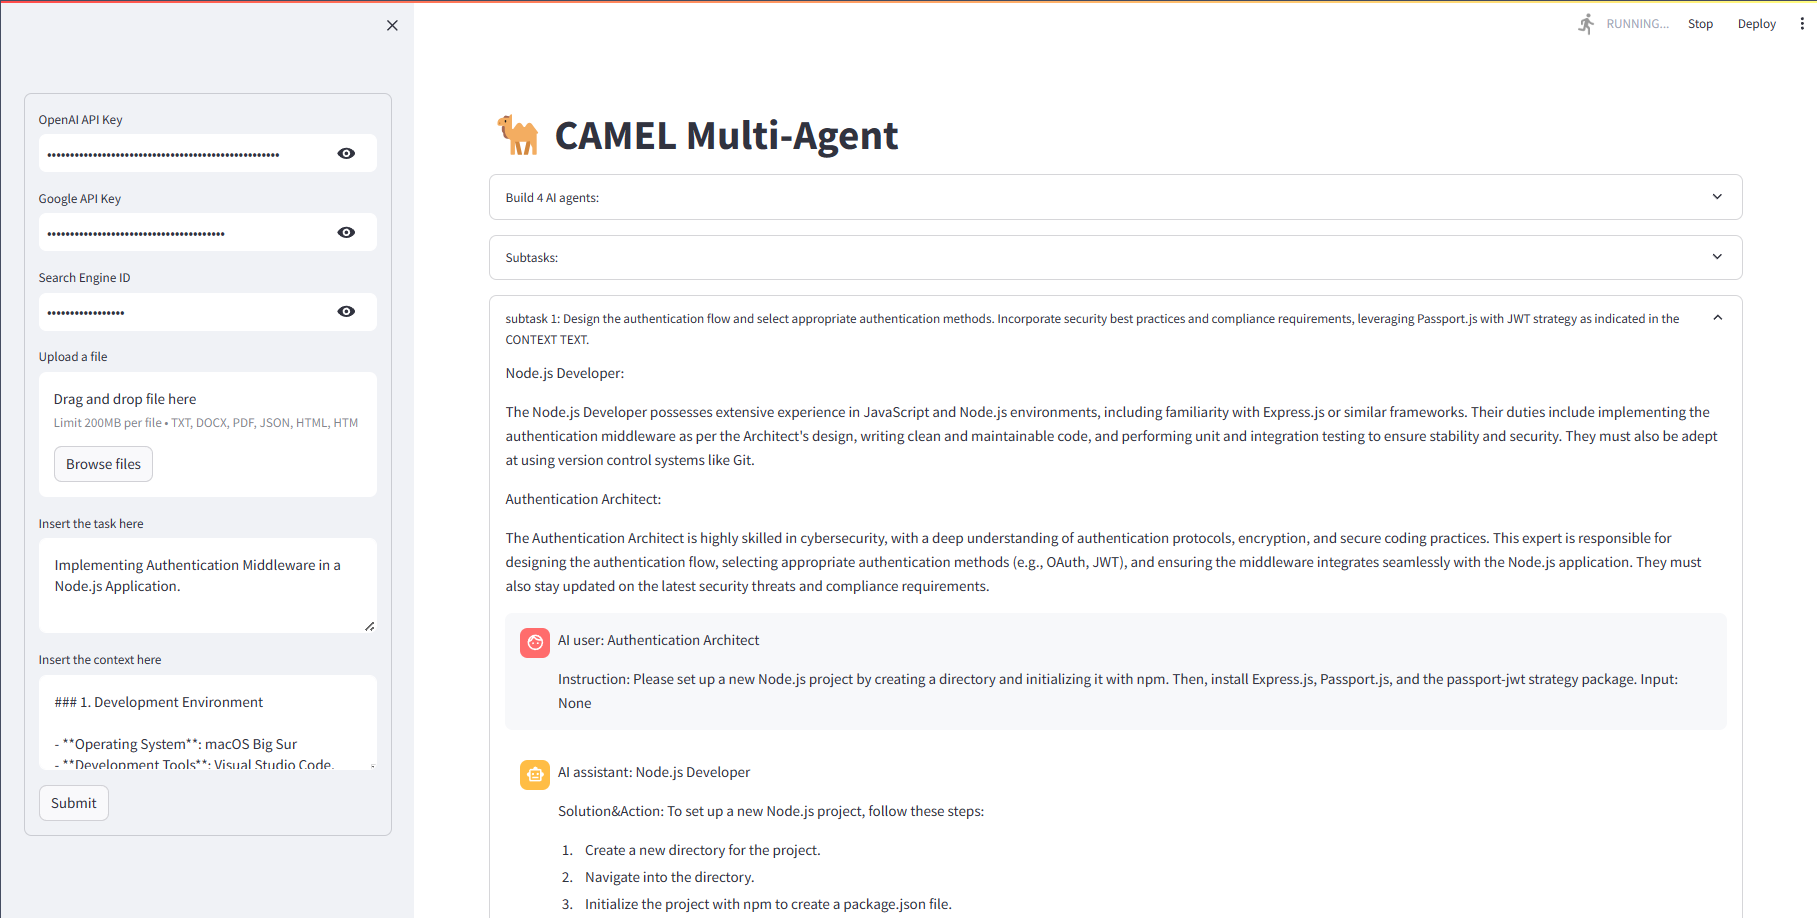 RUNNING...
Stop
Deploy
OpenAI API Key
Google API Key
Search Engine ID
Upload a file
Drag and drop file here
Limit 200MB per file • TXT, DOCX, PDF, JSON, HTML, HTM
Browse files
Insert the task here
Implementing Authentication Middleware in a
Node.js Application.
Insert the context here
### 1. Development Environment
- **Operating System**: macOS Big Sur
- **Development Tools**: Visual Studio Code,
Submit
CAMEL Multi-Agent
Build 4 AI agents:
Subtasks:
subtask 1: Design the authentication flow and select appropriate authentication methods. Incorporate security best practices and compliance requirements, leveraging Passport.js with JWT strategy as indicated in the
CONTEXT TEXT.
Node.js Developer:
The Node.js Developer possesses extensive experience in JavaScript and Node.js environments, including familiarity with Express.js or similar frameworks. Their duties include implementing the
authentication middleware as per the Architect's design, writing clean and maintainable code, and performing unit and integration testing to ensure stability and security. They must also be adept
at using version control systems like Git.
Authentication Architect:
The Authentication Architect is highly skilled in cybersecurity, with a deep understanding of authentication protocols, encryption, and secure coding practices. This expert is responsible for
designing the authentication flow, selecting appropriate authentication methods (e.g., OAuth, JWT), and ensuring the middleware integrates seamlessly with the Node.js application. They must
also stay updated on the latest security threats and compliance requirements.
AI user: Authentication Architect
Instruction: Please set up a new Node.js project by creating a directory and initializing it with npm. Then, install Express.js, Passport.js, and the passport-jwt strategy package. Input:
None
AI assistant: Node.js Developer
Solution&Action: To set up a new Node.js project, follow these steps:
1. Create a new directory for the project.
2. Navigate into the directory.
3. Initialize the project with npm to create a package.json file.